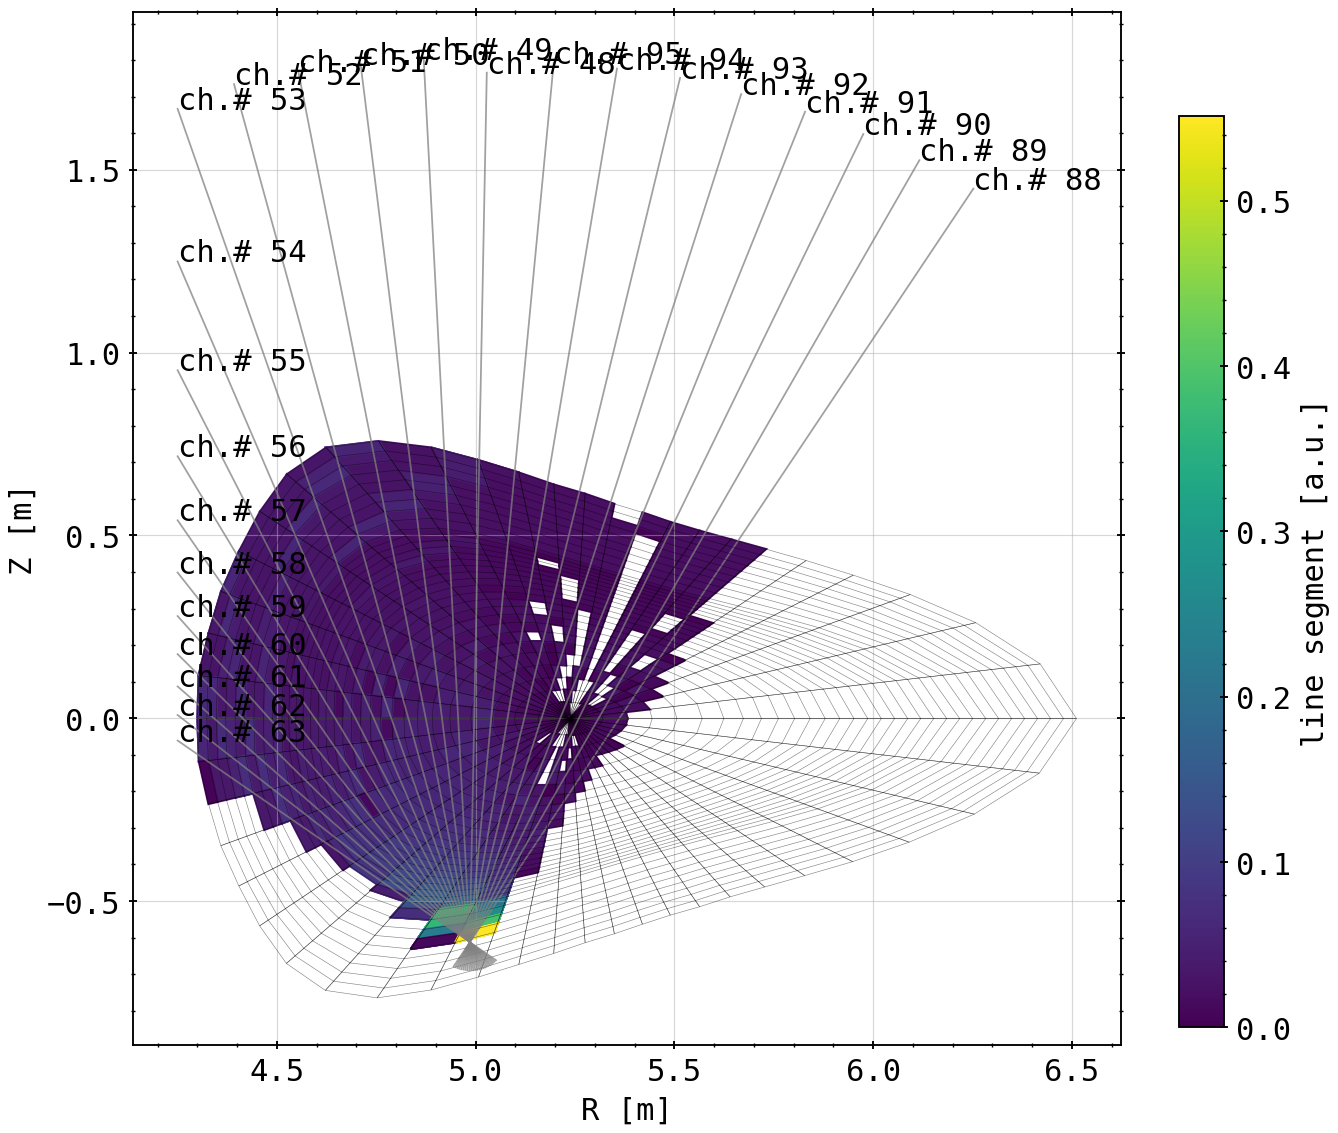 ch.# 49
ch.# 95
ch.# 50
ch.# 94
ch.# 51
ch.# 48
ch.# 93
ch.# 52
ch.# 92
ch.# 53
ch.# 91
ch.# 90
ch.# 89
ch.# 88
ch.# 54
ch.# 55
ch.# 56
ch.# 57
ch.# 58
ch.# 59
ch.# 60
ch.# 61
ch.# 62
ch.# 63
1.5
1.0
0.5
0.0
−0.5
Z [m]
4.5
5.0
5.5
6.0
6.5
R [m]
0.5
0.4
0.3
0.2
0.1
0.0
line segment [a.u.]